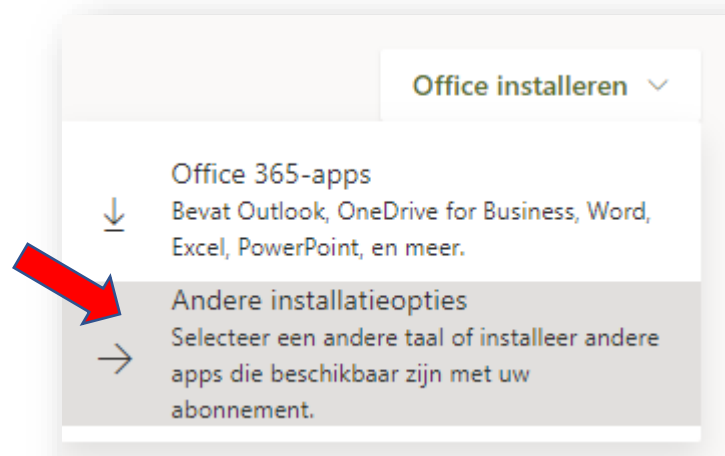 Office installeren
Office 365-apps
Bevat Outlook, OneDrive for Business, Word,
Excel, PowerPoint, en meer.
Andere installatieopties
Selecteer een andere taal of installeer andere
apps die beschikbaar zijn met uw
abonnement.